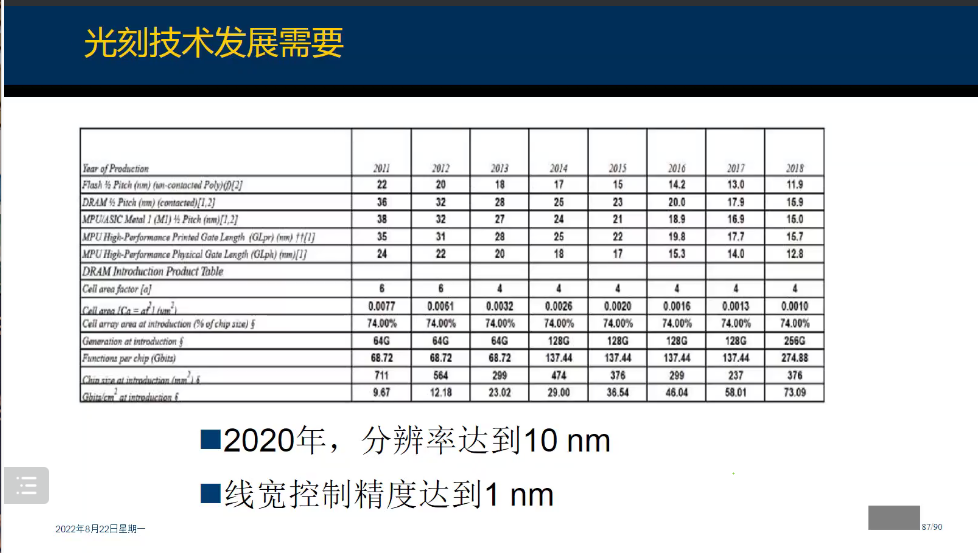 光刻技术发展需要
Year of Production 2011 2012 2013 2014 2015 2016 2017 2018
Flash ½ Pitch (nm) (un-contacted Poly)(f)[2] 22 20 18 17 15 14.2 13.0 11.9
DRAM ½ Pitch (nm) (contacted)[1,2] 36 32 28 25 23 20.0 17.9 15.9
MPU/ASIC Metal 1 (M1) ½ Pitch (nm)[1,2] 38 32 27 24 21 18.9 16.9 15.0
MPU High-Performance Printed Gate Length (GLpr) (nm) ††[1] 35 31 28 25 22 19.8 17.7 15.7
MPU High-Performance Physical Gate Length (GLph) (nm)[1] 24 22 20 18 17 15.3 14.0 12.8
DRAM Introduction Product Table
Cell area factor [a] 6 6 4 4 4 4 4 4
Cell area [Ca = af²] (um²) 0.0077 0.0061 0.0032 0.0026 0.0020 0.0016 0.0013 0.0010
Cell array area at introduction (% of chip size) § 74.00% 74.00% 74.00% 74.00% 74.00% 74.00% 74.00% 74.00%
Generation at introduction § 64G 64G 64G 128G 128G 128G 128G 256G
Functions per chip (Gbits) 68.72 68.72 68.72 137.44 137.44 137.44 137.44 274.88
Chip size at introduction (mm²) § 711 564 299 474 376 299 237 376
Gbits/cm² at introduction § 9.67 12.18 23.02 29.00 36.54 46.04 58.01 73.09
■2020年，分辨率达到10 nm
■线宽控制精度达到1 nm
2022年8月22日星期一
87/90